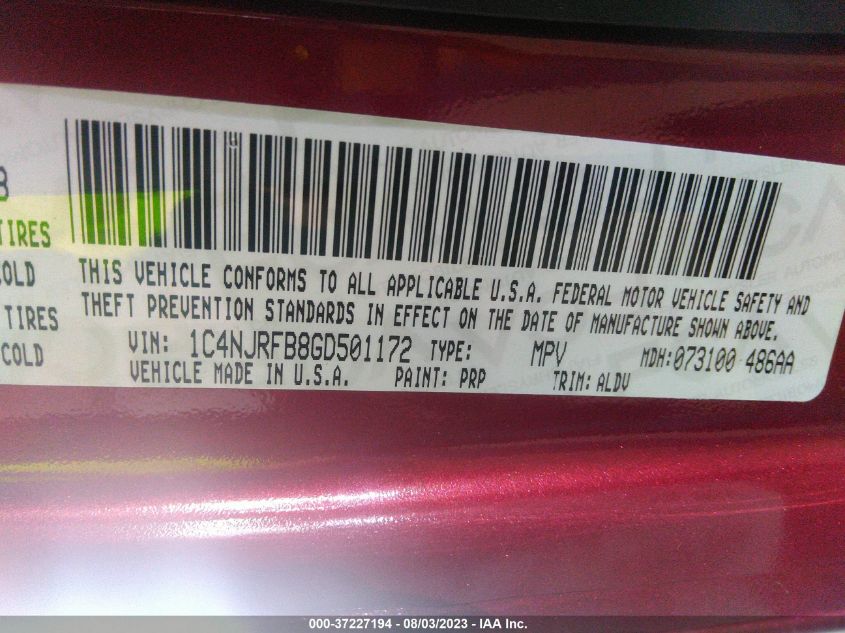 8
TIRES
COLD
TIRES
COLD
THIS VEHICLE CONFORMS TO ALL APPLICABLE U.S.A. FEDERAL MOTOR VEHICLE SAFETY AND
THEFT PREVENTION STANDARDS IN EFFECT ON THE DATE OF MANUFACTURE SHOWN ABOVE.
VIN: 1C4NJRFB8GD501172 TYPE: MPV MDH:073100 486AA
VEHICLE MADE IN U.S.A. PAINT: PRP TRIM: ALDV
000-37227194 - 08/03/2023 - IAA Inc.